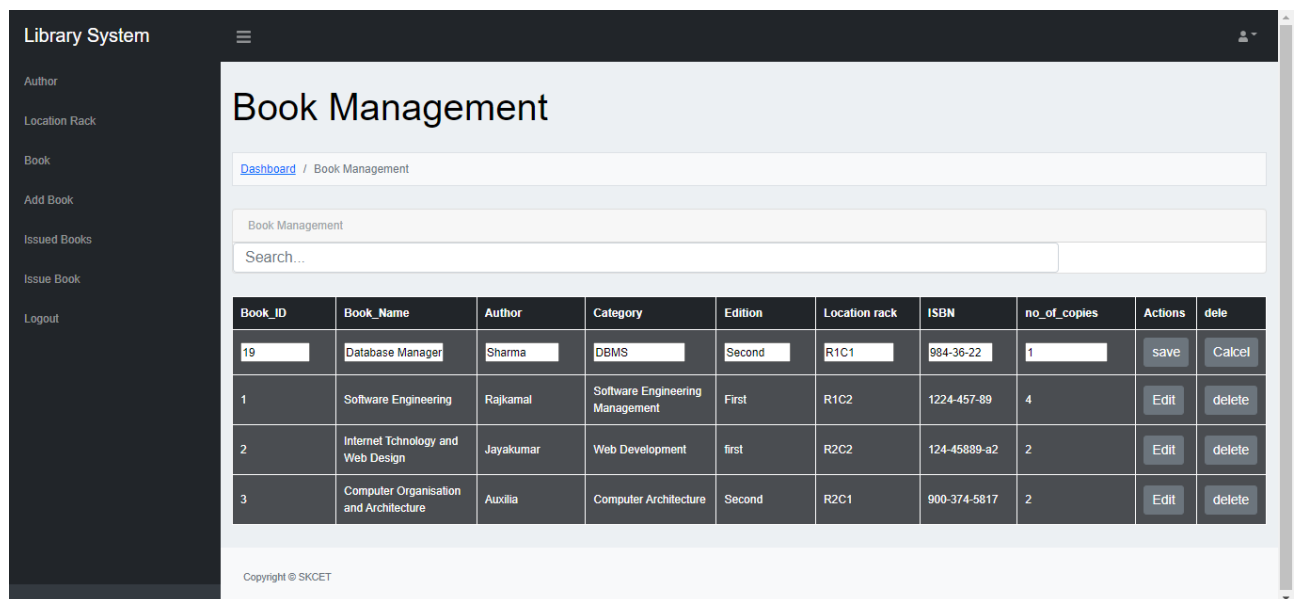 Library System
Author
Location Rack
Book
Add Book
Issued Books
Issue Book
Logout
Book Management
Dashboard / Book Management
Book Management
Search...
Book_ID Book_Name Author Category Edition Location rack ISBN no_of_copies Actions dele
19 Database Manager Sharma DBMS Second R1C1 984-36-22 1 save Calcel
1 Software Engineering Rajkamal Software Engineering Management First R1C2 1224-457-89 4 Edit delete
2 Internet Tchnology and Web Design Jayakumar Web Development first R2C2 124-45889-a2 2 Edit delete
3 Computer Organisation and Architecture Auxilia Computer Architecture Second R2C1 900-374-5817 2 Edit delete
Copyright © SKCET